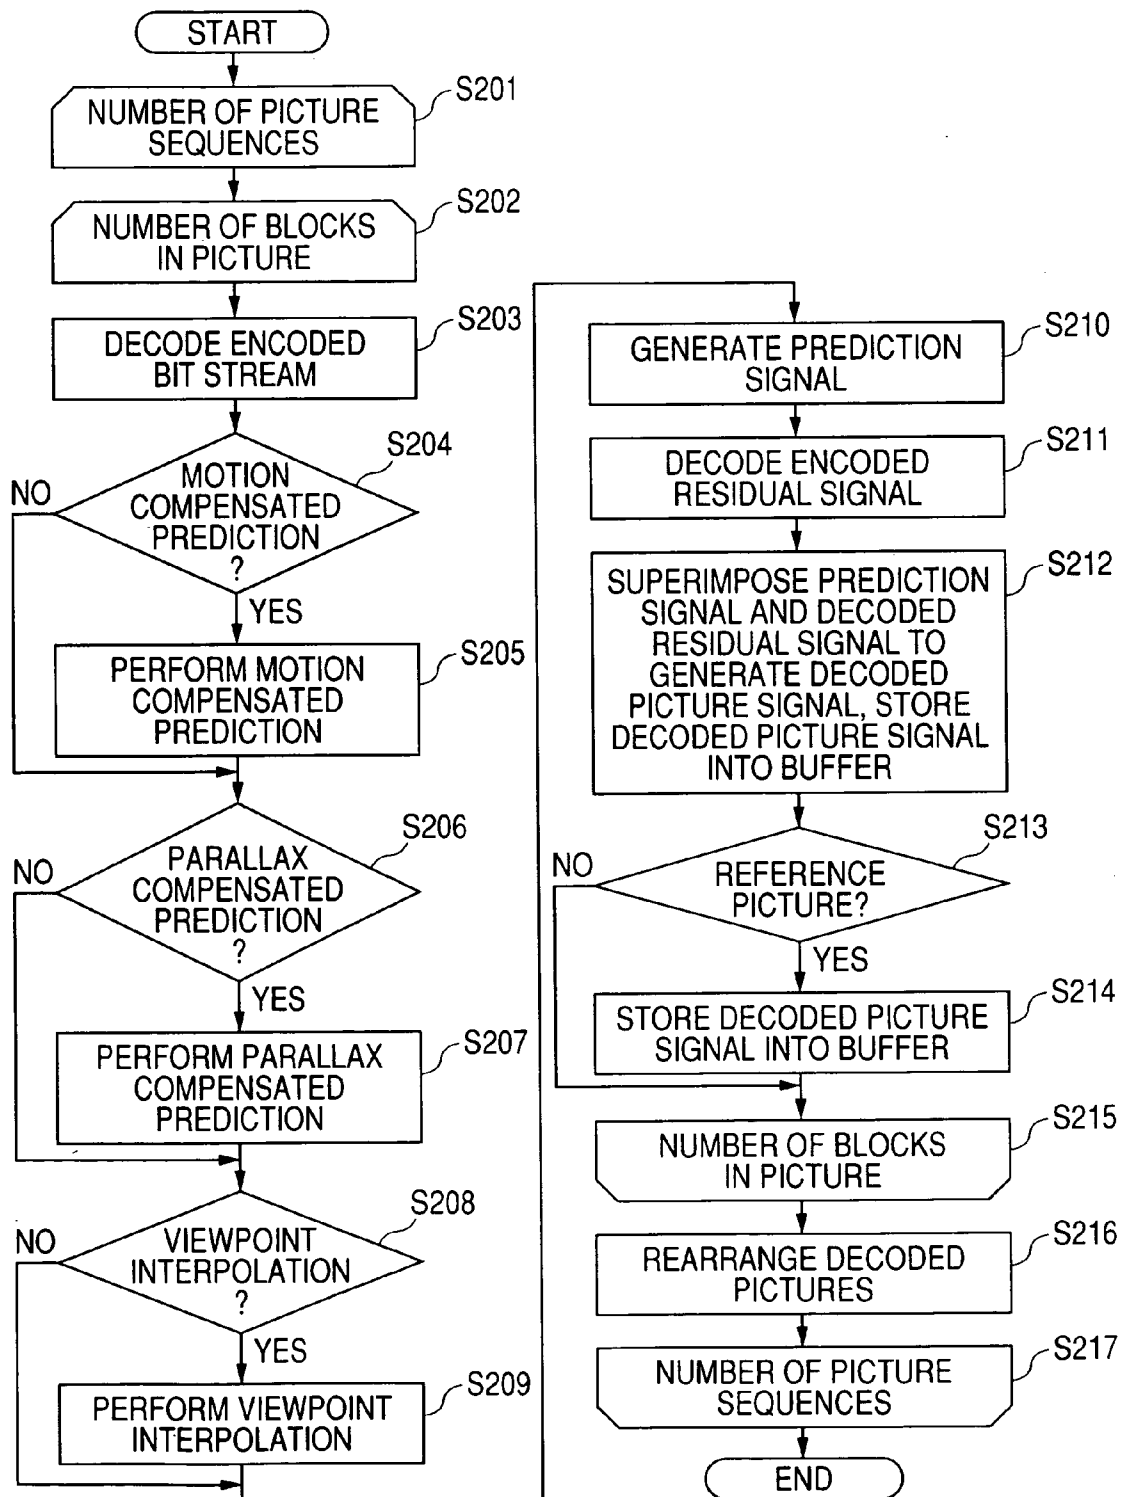 START
S201
NUMBER OF PICTURE
SEQUENCES
S202
NUMBER OF BLOCKS
IN PICTURE
S203
DECODE ENCODED
BIT STREAM
S204
MOTION
COMPENSATED
PREDICTION
?
NO
YES
S205
PERFORM MOTION
COMPENSATED
PREDICTION
S206
PARALLAX
COMPENSATED
PREDICTION
?
NO
YES
S207
PERFORM PARALLAX
COMPENSATED
PREDICTION
S208
VIEWPOINT
INTERPOLATION
?
NO
YES
S209
PERFORM VIEWPOINT
INTERPOLATION
S210
GENERATE PREDICTION
SIGNAL
S211
DECODE ENCODED
RESIDUAL SIGNAL
S212
SUPERIMPOSE PREDICTION
SIGNAL AND DECODED
RESIDUAL SIGNAL TO
GENERATE DECODED
PICTURE SIGNAL, STORE
DECODED PICTURE SIGNAL
INTO BUFFER
S213
REFERENCE
PICTURE?
NO
YES
S214
STORE DECODED PICTURE
SIGNAL INTO BUFFER
S215
NUMBER OF BLOCKS
IN PICTURE
S216
REARRANGE DECODED
PICTURES
S217
NUMBER OF PICTURE
SEQUENCES
END